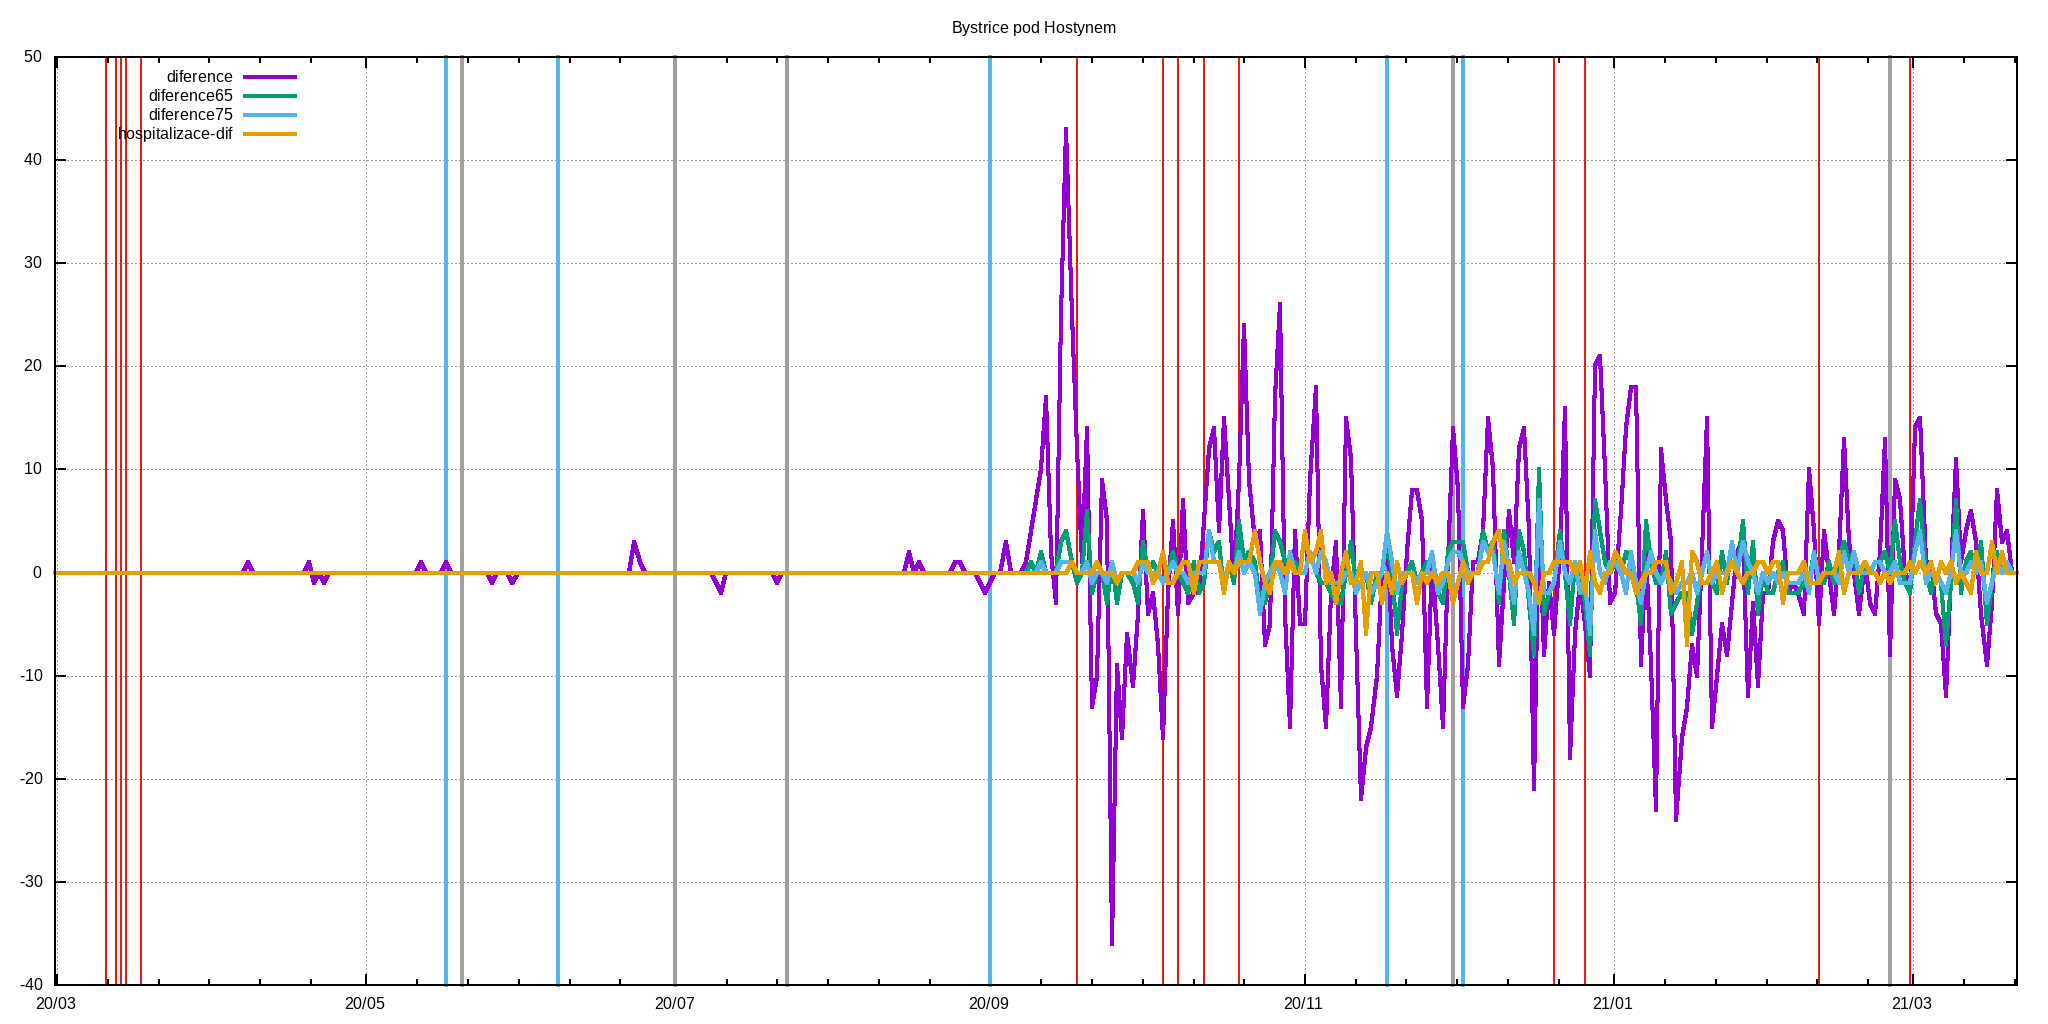 Bystrice pod Hostynem
50
40
30
20
10
0
-10
-20
-30
-40
diference
diference65
diference75
hospitalizace-dif
20/03 20/05 20/07 20/09 20/11 21/01 21/03